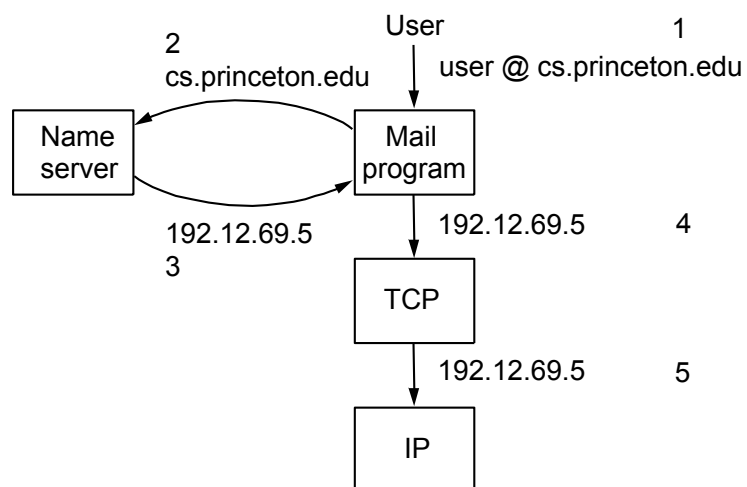 User
1
2
user @ cs.princeton.edu
cs.princeton.edu
Name
server
Mail
program
192.12.69.5
3
192.12.69.5
4
TCP
192.12.69.5
5
IP